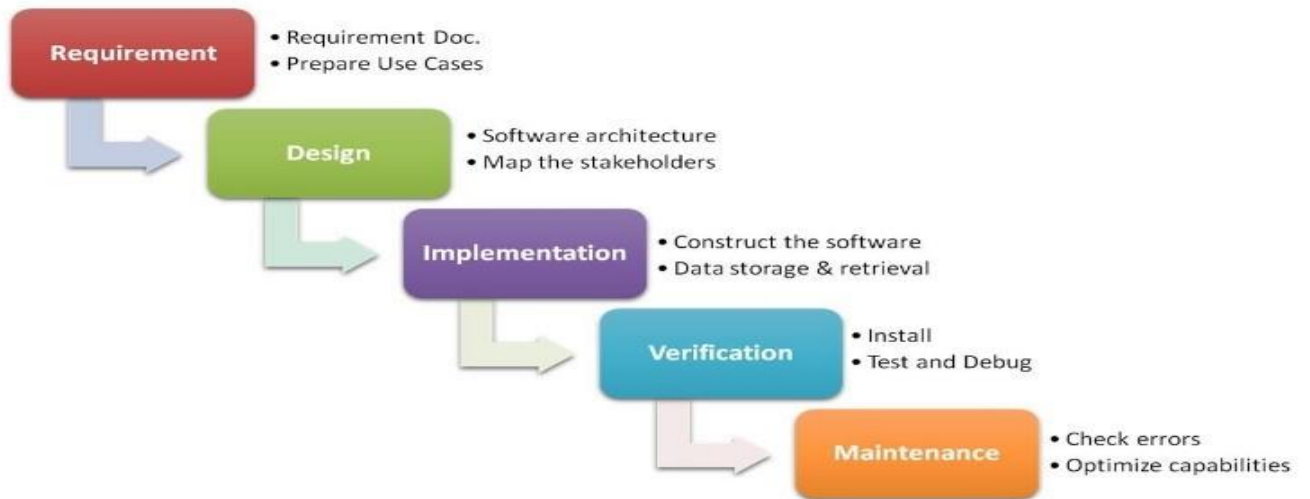 Requirement
• Requirement Doc.
• Prepare Use Cases
Design
• Software architecture
• Map the stakeholders
Implementation
• Construct the software
• Data storage & retrieval
Verification
• Install
• Test and Debug
Maintenance
• Check errors
• Optimize capabilities